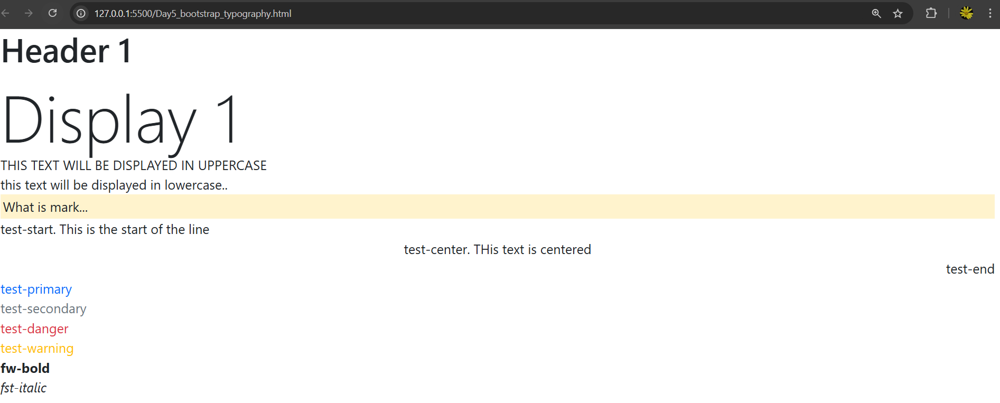 127.0.0.1:5500/Day5_bootstrap_typography.html
Header 1
Display 1
THIS TEXT WILL BE DISPLAYED IN UPPERCASE
this text will be displayed in lowercase..
What is mark...
test-start. This is the start of the line
test-center. THis text is centered
test-end
test-primary
test-secondary
test-danger
test-warning
fw-bold
fst-italic